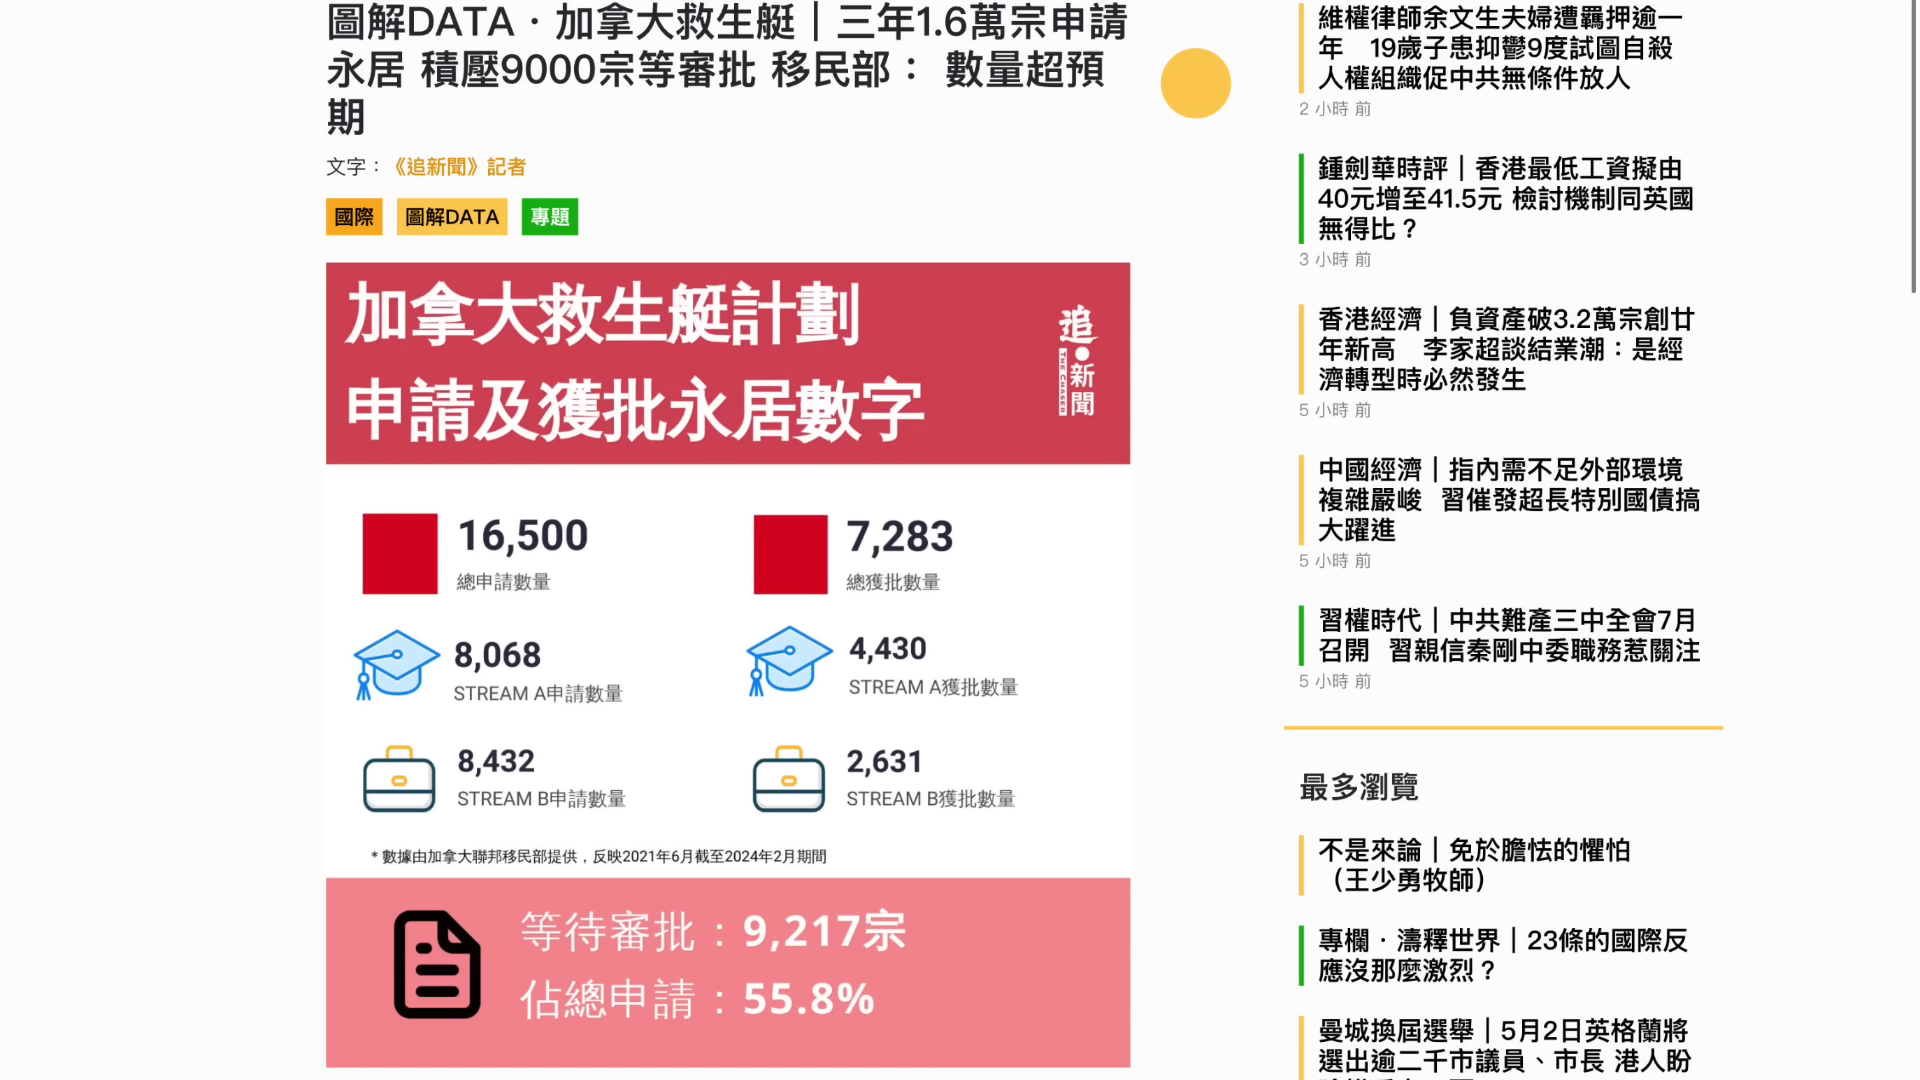 圖解DATA．加拿大救生艇｜三年1.6萬宗申請
永居 積壓9000宗等審批 移民部： 數量超預
期
文字：《追新聞》記者
國際 圖解DATA 專題
加拿大救生艇計劃
申請及獲批永居數字
追新聞
THE CHASER
16,500
總申請數量
7,283
總獲批數量
8,068
STREAM A申請數量
4,430
STREAM A獲批數量
8,432
STREAM B申請數量
2,631
STREAM B獲批數量
* 數據由加拿大聯邦移民部提供，反映2021年6月截至2024年2月期間
等待審批：9,217宗
佔總申請：55.8%
維權律師余文生夫婦遭羈押逾一
年　19歲子患抑鬱9度試圖自殺
人權組織促中共無條件放人
2 小時 前
鍾劍華時評｜香港最低工資擬由
40元增至41.5元 檢討機制同英國
無得比？
3 小時 前
香港經濟｜負資產破3.2萬宗創廿
年新高　李家超談結業潮：是經
濟轉型時必然發生
5 小時 前
中國經濟｜指內需不足外部環境
複雜嚴峻 習催發超長特別國債搞
大躍進
5 小時 前
習權時代｜中共難產三中全會7月
召開 習親信秦剛中委職務惹關注
5 小時 前
最多瀏覽
不是來論｜免於膽怯的懼怕
（王少勇牧師）
專欄．濤釋世界｜23條的國際反
應沒那麼激烈？
曼城換屆選舉｜5月2日英格蘭將
選出逾二千市議員、市長 港人盼